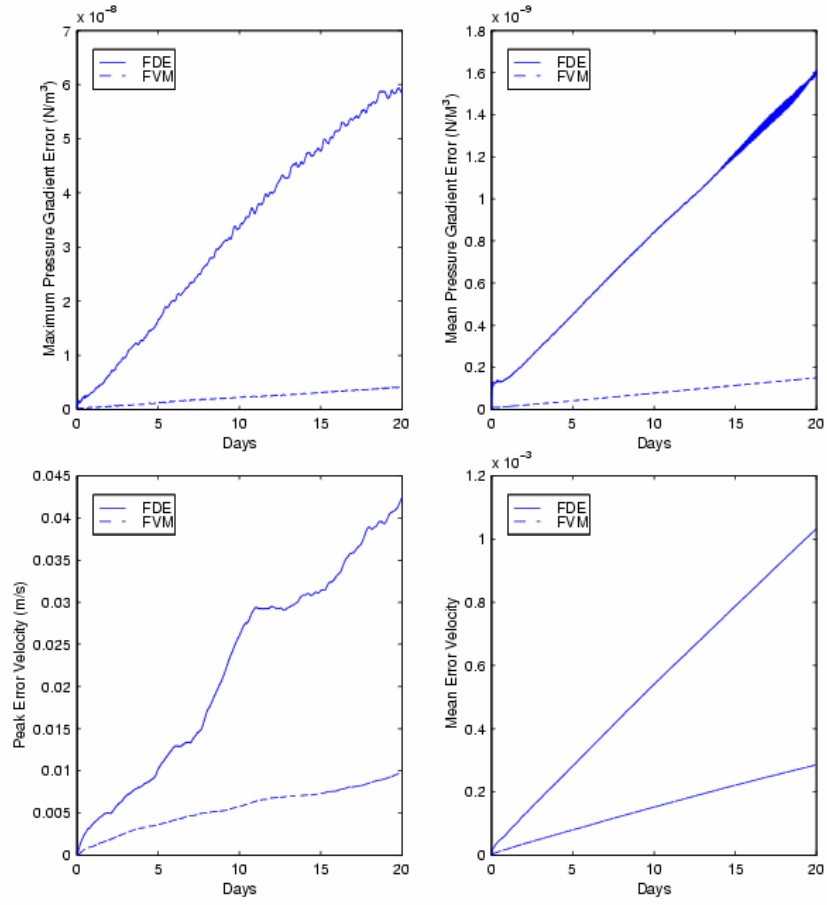 x 10⁻⁸
7
6
5
4
3
2
1
0
0 5 10 15 20
Days
Maximum Pressure Gradient Error (N/m³)
FDE
FVM
x 10⁻⁹
1.8
1.6
1.4
1.2
1
0.8
0.6
0.4
0.2
0
0 5 10 15 20
Days
Mean Pressure Gradient Error (N/M³)
FDE
FVM
0.045
0.04
0.035
0.03
0.025
0.02
0.015
0.01
0.005
0
0 5 10 15 20
Days
Peak Error Velocity (m/s)
FDE
FVM
x 10⁻³
1.2
1
0.8
0.6
0.4
0.2
0
0 5 10 15 20
Days
Mean Error Velocity
FDE
FVM